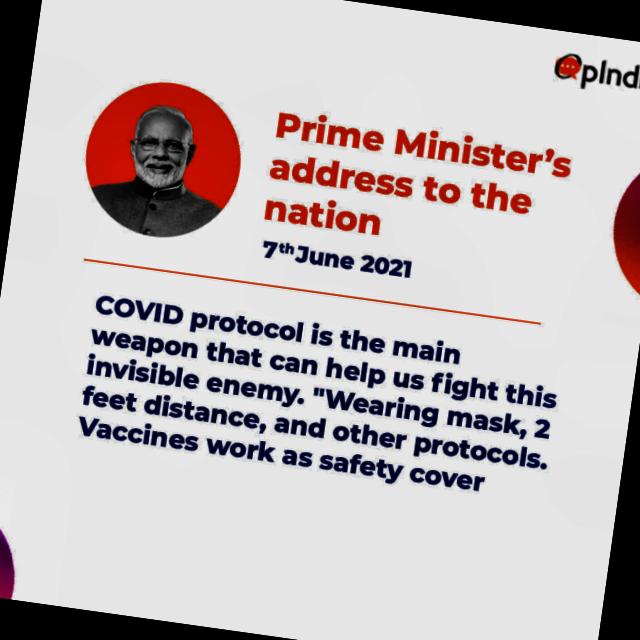 OpInd
Prime Minister's
address to the
nation
7th June 2021
COVID protocol is the main
weapon that can help us fight this
invisible enemy. "Wearing mask, 2
feet distance, and other protocols.
Vaccines work as safety cover